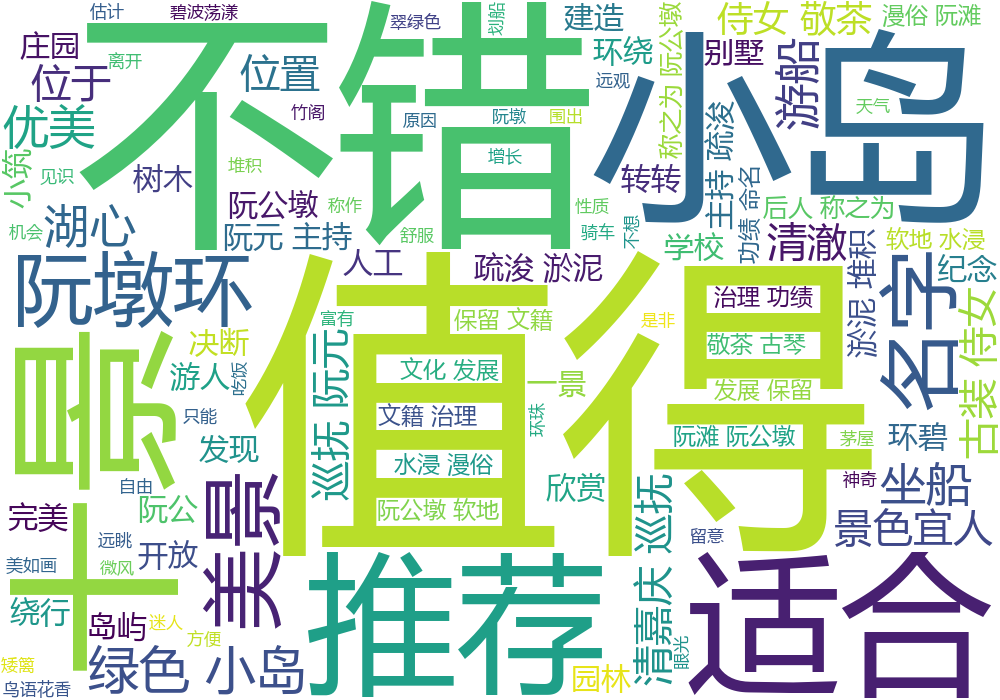 估计
碧波荡漾
不错
翠绿色
划船
建造
侍女 敬茶
漫俗 阮滩
庄园
离开
位于
位置
环绕
小岛
别墅
远观
称之为 阮公墩
游船
天气
优美
竹阁
原因
阮墩
围出
疏浚
小筑
见识
树木
堆积
增长
转转
主持
功绩 命名
阮公墩
称作
性质
后人 称之为
湖心
机会
阮元 主持
舒服
骑车
不想
学校
清澈
软地 水浸
阮墩环
人工
疏浚 淤泥
值得
治理 功绩
淤泥 堆积
纪念
名字
富有
保留 文籍
是非
决断
敬茶 古琴
景
游人
吃饭
巡抚 阮元
文化 发展
一景
发展 保留
古装 侍女
只能
文籍 治理
环珠
阮滩 阮公墩
茅屋
环碧
发现
水浸 漫俗
欣赏
神奇
坐船
自由
美景
巡抚
完美
阮公
阮公墩 软地
景色宜人
十
远眺
开放
留意
美如画
微风
推荐
适合
绕行
岛屿
迷人
方便
清嘉庆
眼光
矮篱
绿色 小岛
园林
鸟语花香